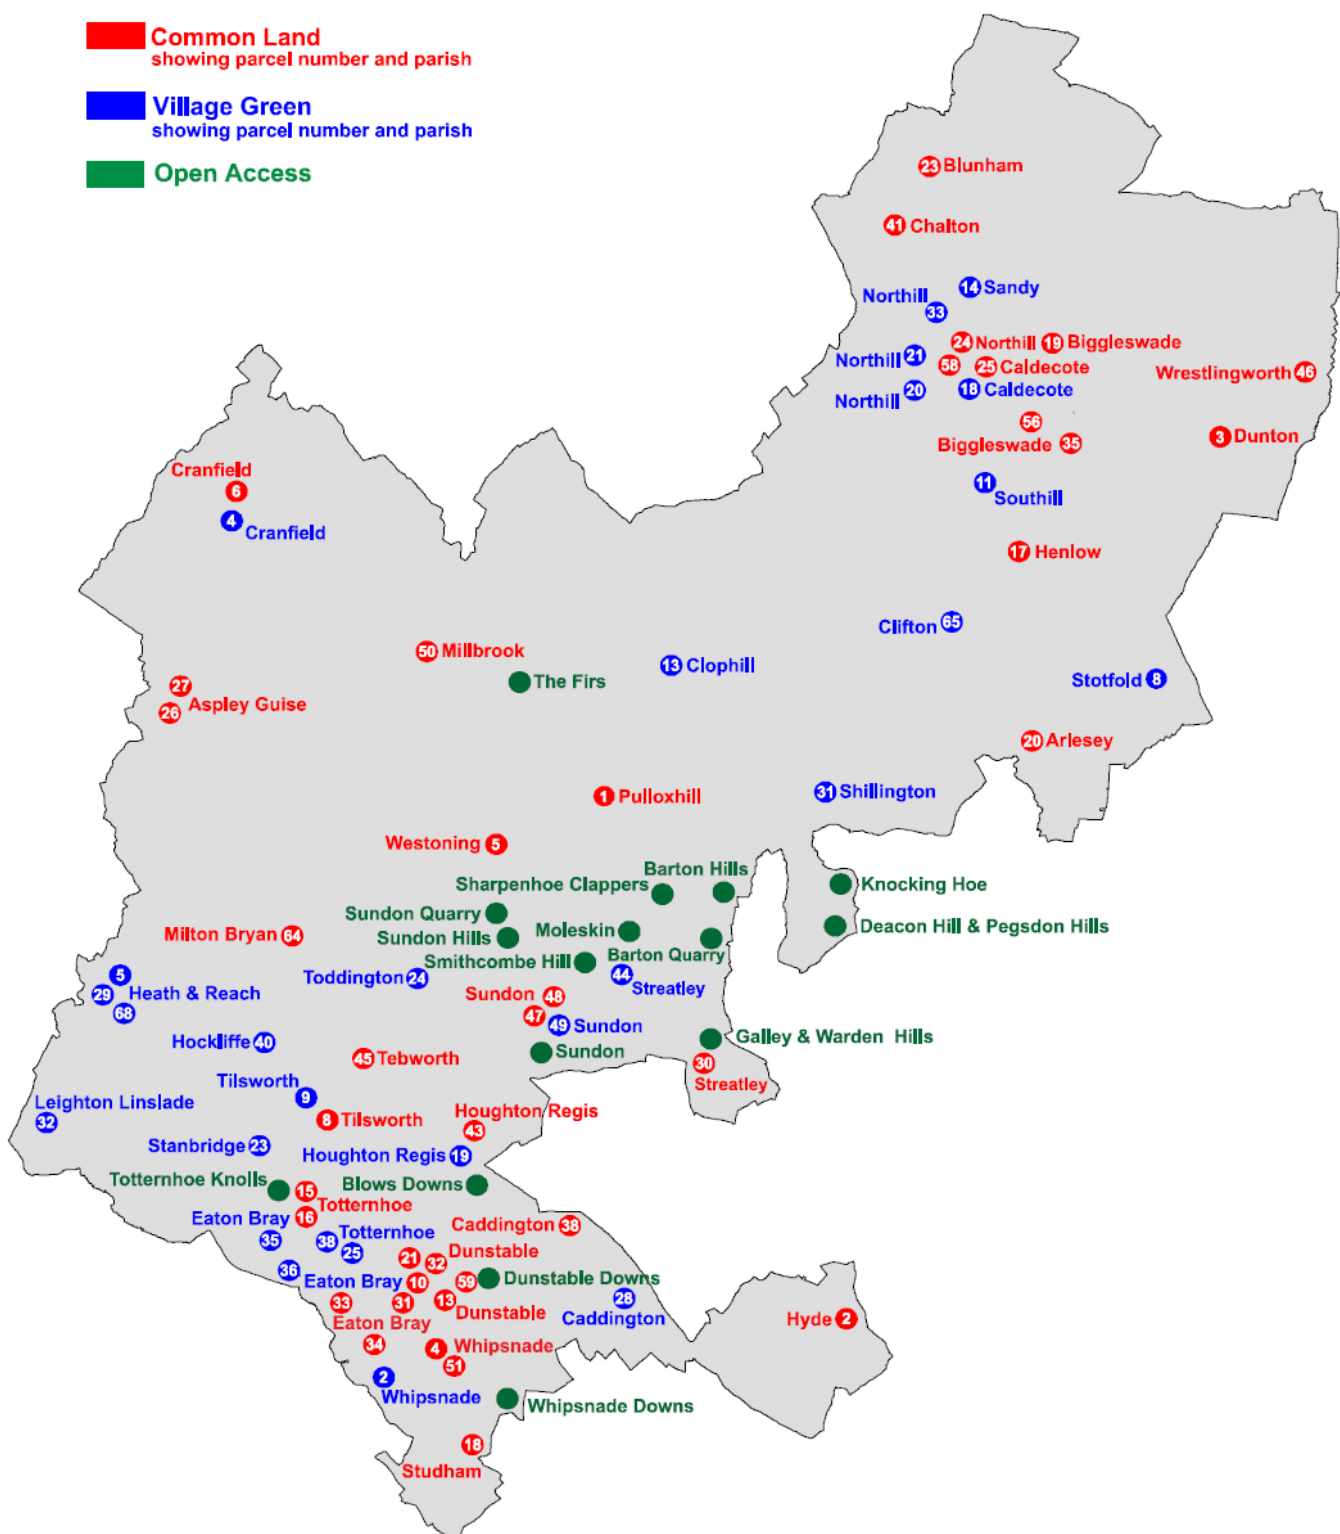 Common Land
showing parcel number and parish
Village Green
showing parcel number and parish
Open Access
23 Blunham
41 Chalton
14 Sandy
Northill
33
24 Northill
19 Biggleswade
Northill 21
58
25 Caldecote
Wrestlingworth 46
Northill 20
18 Caldecote
56
Biggleswade 35
3 Dunton
Cranfield
6
4
Cranfield
11
Southill
17 Henlow
Clifton 65
50 Millbrook
13 Clophill
The Firs
Stotfold 8
27
Aspley Guise
26
20 Arlesey
1 Pulloxhill
31 Shillington
Westoning 5
Barton Hills
Sharpenhoe Clappers
Knocking Hoe
Sundon Quarry
Deacon Hill & Pegsdon Hills
Milton Bryan 64
Sundon Hills
Moleskin
Barton Quarry
Smithcombe Hill
5
Toddington 24
44
Streatley
29
Heath & Reach
68
Sundon 48
47
49 Sundon
Galley & Warden Hills
Hockliffe 40
45 Tebworth
Sundon
30
Streatley
Tilsworth
9
Leighton Linslade
32
8 Tilsworth
Houghton Regis
43
Stanbridge 23
Houghton Regis 19
Totternhoe Knolls
15
Totternhoe
Blows Downs
Eaton Bray
16
35
38
Totternhoe
25
Caddington 38
21
32
Dunstable
36
Eaton Bray 10
59
Dunstable Downs
28
Caddington
33
31
13
Dunstable
Eaton Bray
34
Hyde 2
4
Whipsnade
51
2
Whipsnade
Whipsnade Downs
18
Studham